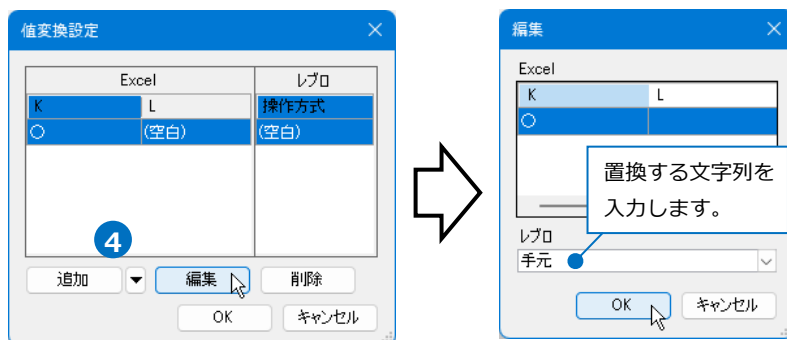 値変換設定
Excel レブロ
K L 操作方式
○ (空白) (空白)
4
追加 編集 削除
OK キャンセル
編集
Excel
K L
○
置換する文字列を
入力します。
レブロ
手元
OK キャンセル